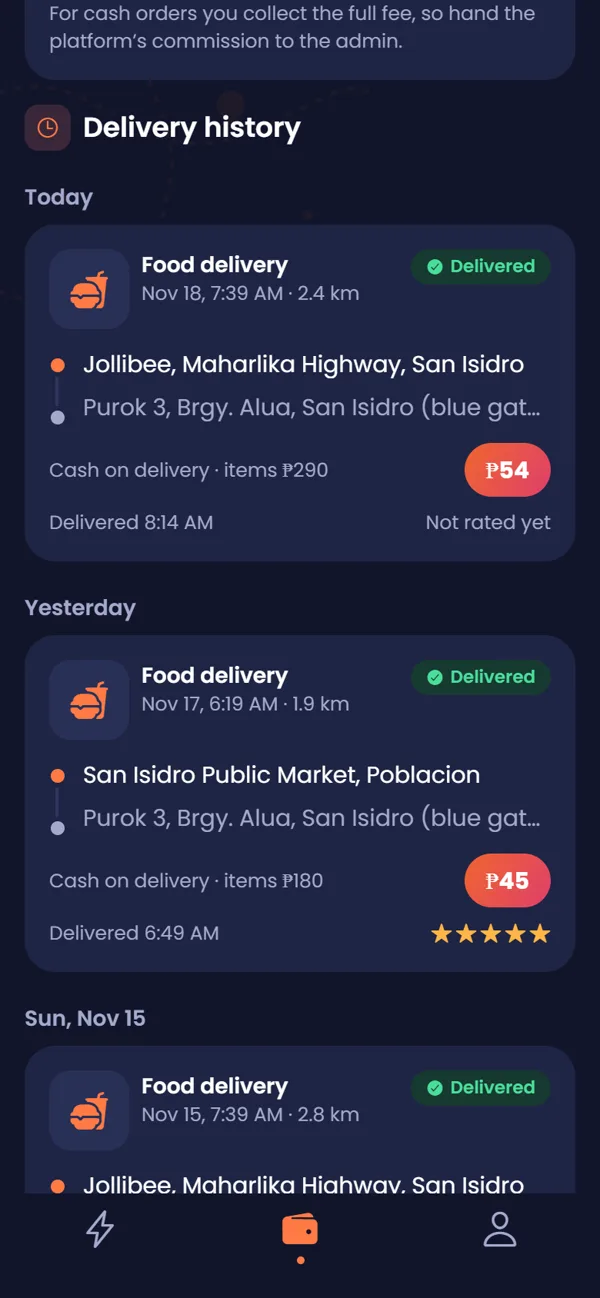 For cash orders you collect the full fee, so hand the
platform’s commission to the admin.
Delivery history
Today
Food delivery
Delivered
Nov 18, 7:39 AM · 2.4 km
Jollibee, Maharlika Highway, San Isidro
Purok 3, Brgy. Alua, San Isidro (blue gat…
Cash on delivery · items ₱290
₱54
Delivered 8:14 AM
Not rated yet
Yesterday
Food delivery
Delivered
Nov 17, 6:19 AM · 1.9 km
San Isidro Public Market, Poblacion
Purok 3, Brgy. Alua, San Isidro (blue gat…
Cash on delivery · items ₱180
₱45
Delivered 6:49 AM
Sun, Nov 15
Food delivery
Delivered
Nov 15, 7:39 AM · 2.8 km
Jollibee, Maharlika Highway, San Isidro